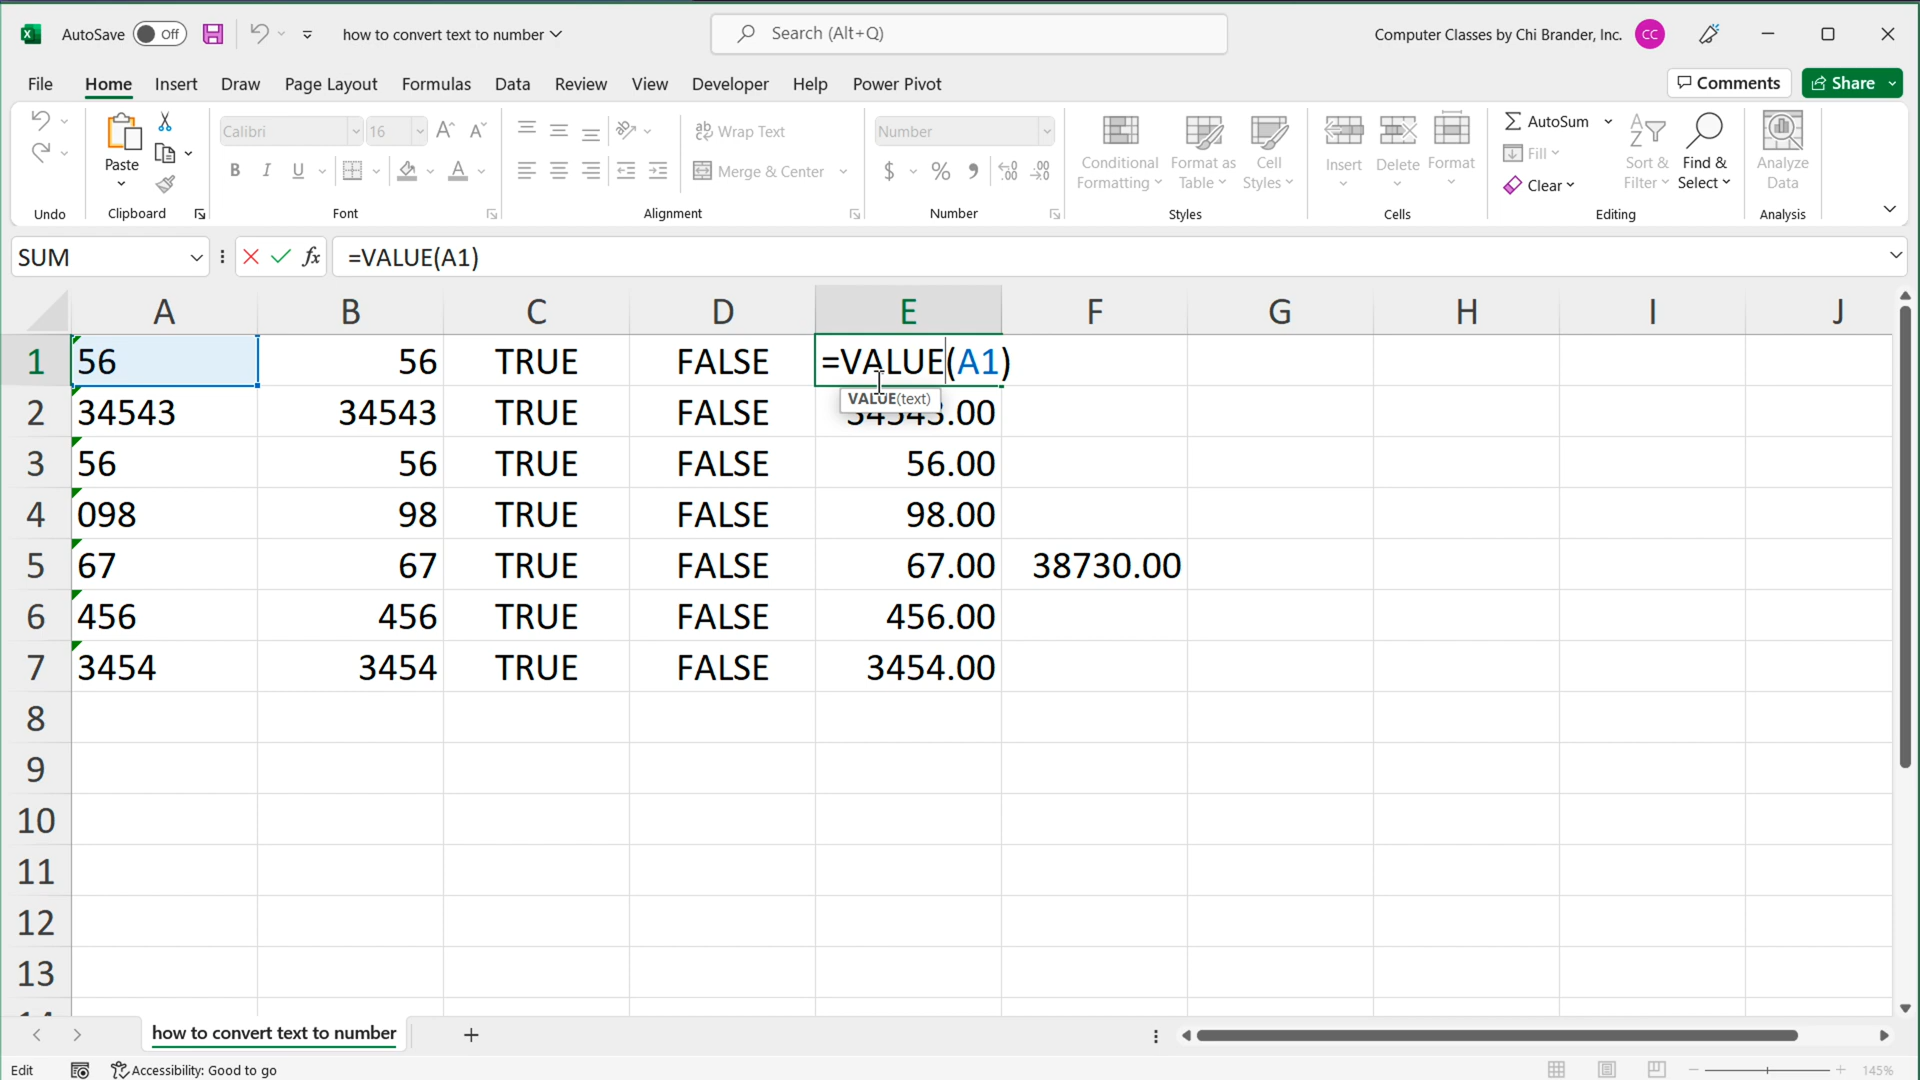 AutoSave Off how to convert text to number Search (Alt+Q) Computer Classes by Chi Brander, Inc. CC
File Home Insert Draw Page Layout Formulas Data Review View Developer Help Power Pivot Comments Share
Paste
Calibri 16
B I U A
ab Wrap Text
Merge & Center
Number
$ % 9 .00
Conditional Formatting
Format as Table
Cell Styles
Insert Delete Format
AutoSum
Fill
Clear
Sort & Filter
Find & Select
Analyze Data
Undo Clipboard Font Alignment Number Styles Cells Editing Analysis
SUM fx =VALUE(A1)
A B C D E F G H I J
1 56 56 TRUE FALSE =VALUE(A1)
VALUE(text)
2 34543 34543 TRUE FALSE 34543.00
3 56 56 TRUE FALSE 56.00
4 098 98 TRUE FALSE 98.00
5 67 67 TRUE FALSE 67.00 38730.00
6 456 456 TRUE FALSE 456.00
7 3454 3454 TRUE FALSE 3454.00
8
9
10
11
12
13
how to convert text to number
Edit Accessibility: Good to go 145%